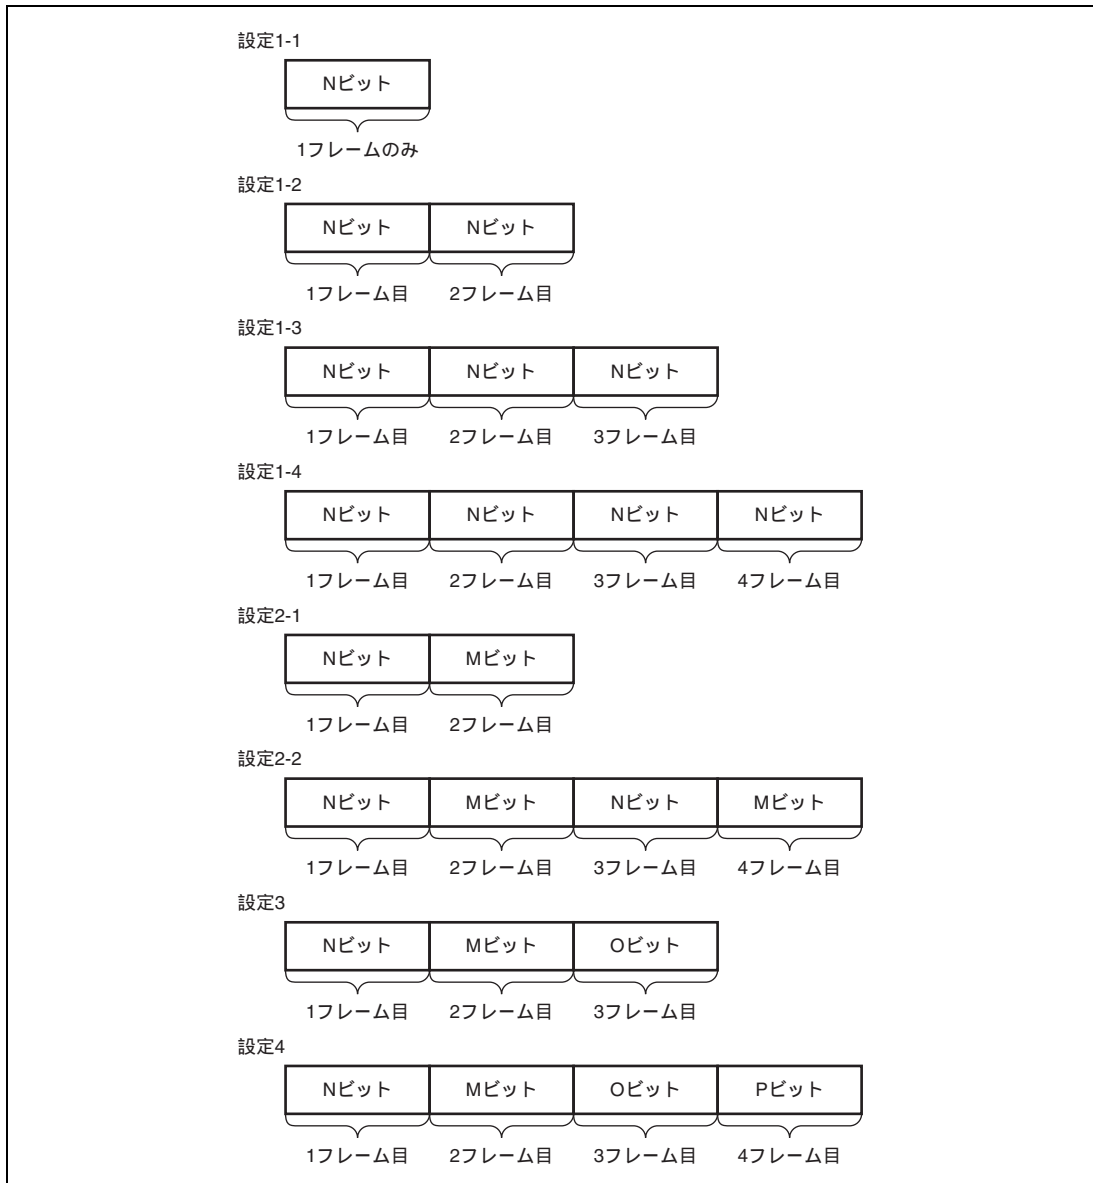 設定1-1
Nビット
1フレームのみ
設定1-2
Nビット Nビット
1フレーム目 2フレーム目
設定1-3
Nビット Nビット Nビット
1フレーム目 2フレーム目 3フレーム目
設定1-4
Nビット Nビット Nビット Nビット
1フレーム目 2フレーム目 3フレーム目 4フレーム目
設定2-1
Nビット Mビット
1フレーム目 2フレーム目
設定2-2
Nビット Mビット Nビット Mビット
1フレーム目 2フレーム目 3フレーム目 4フレーム目
設定3
Nビット Mビット Oビット
1フレーム目 2フレーム目 3フレーム目
設定4
Nビット Mビット Oビット Pビット
1フレーム目 2フレーム目 3フレーム目 4フレーム目